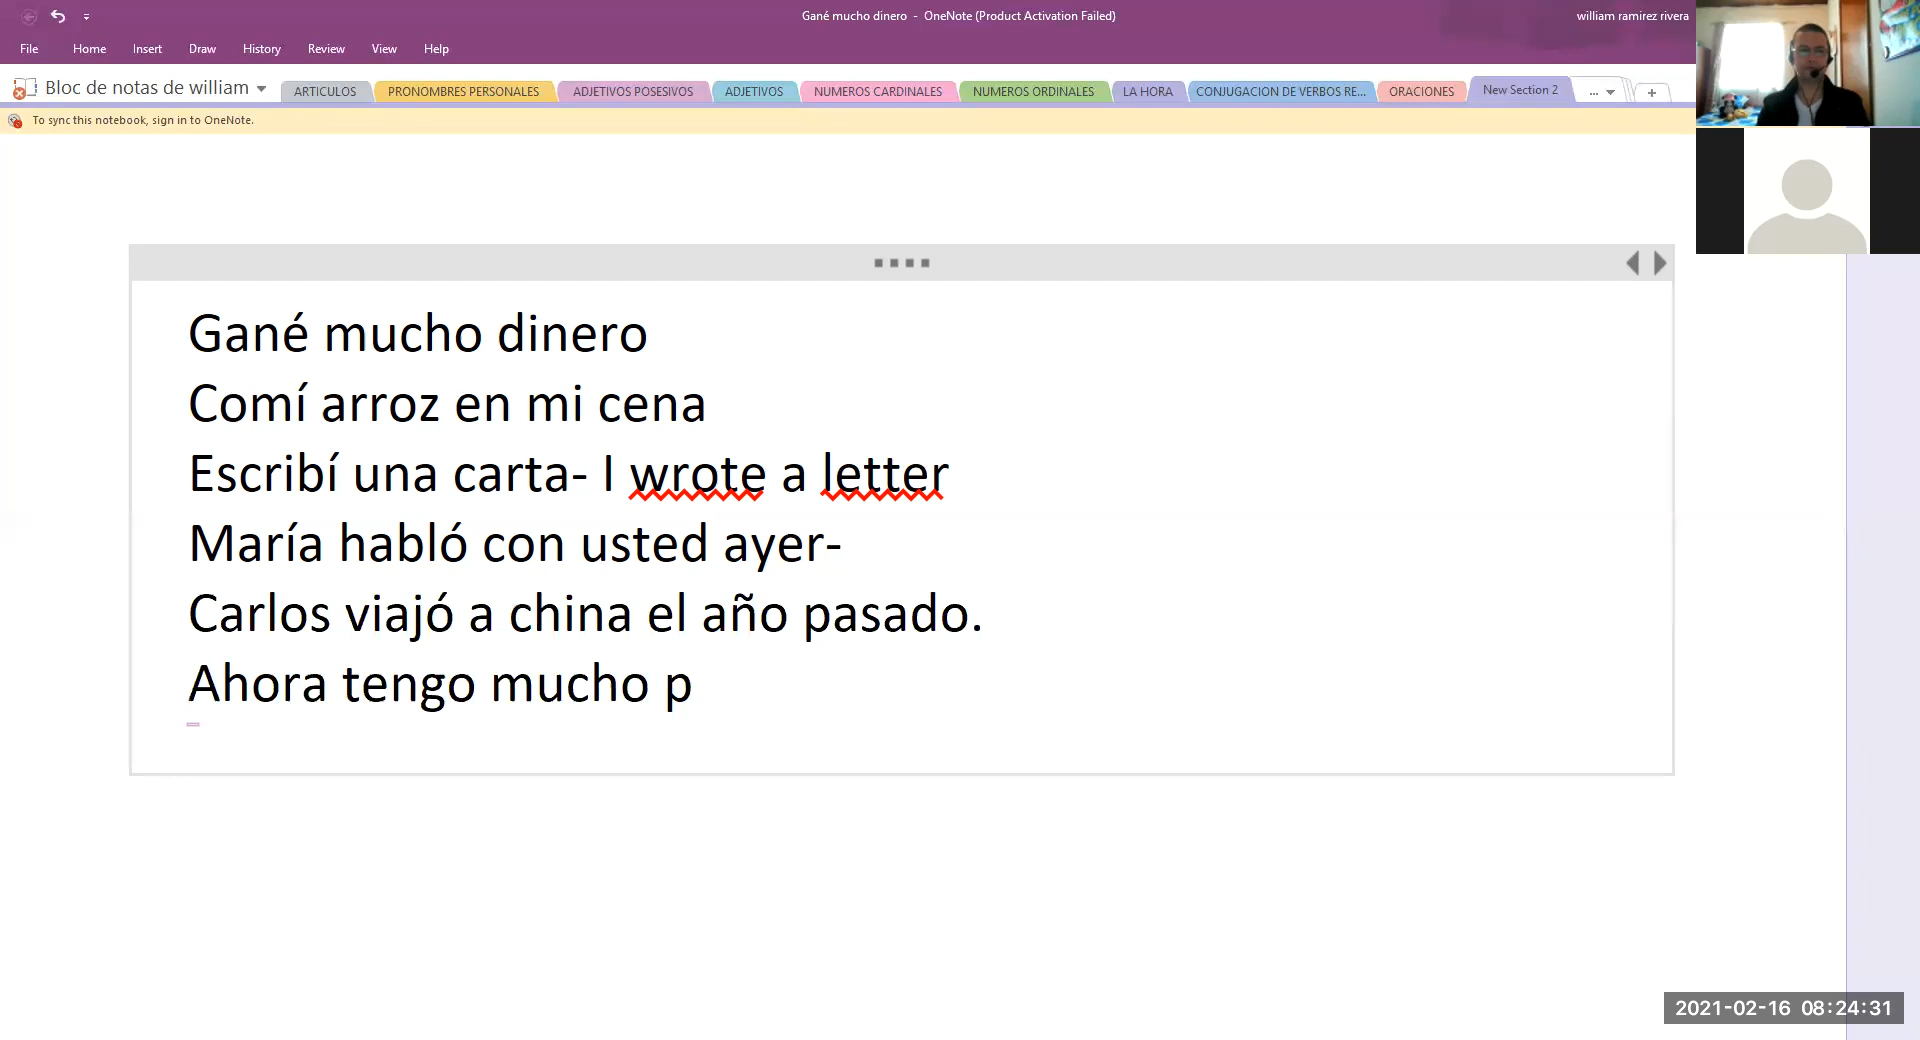 Gané mucho dinero - OneNote (Product Activation Failed)
william ramirez rivera
File Home Insert Draw History Review View Help
Bloc de notas de william
ARTICULOS PRONOMBRES PERSONALES ADJETIVOS POSESIVOS ADJETIVOS NUMEROS CARDINALES NUMEROS ORDINALES LA HORA CONJUGACION DE VERBOS RE... ORACIONES New Section 2 ...
To sync this notebook, sign in to OneNote.
Gané mucho dinero
Comí arroz en mi cena
Escribí una carta- I wrote a letter
María habló con usted ayer-
Carlos viajó a china el año pasado.
Ahora tengo mucho p
2021-02-16 08:24:31